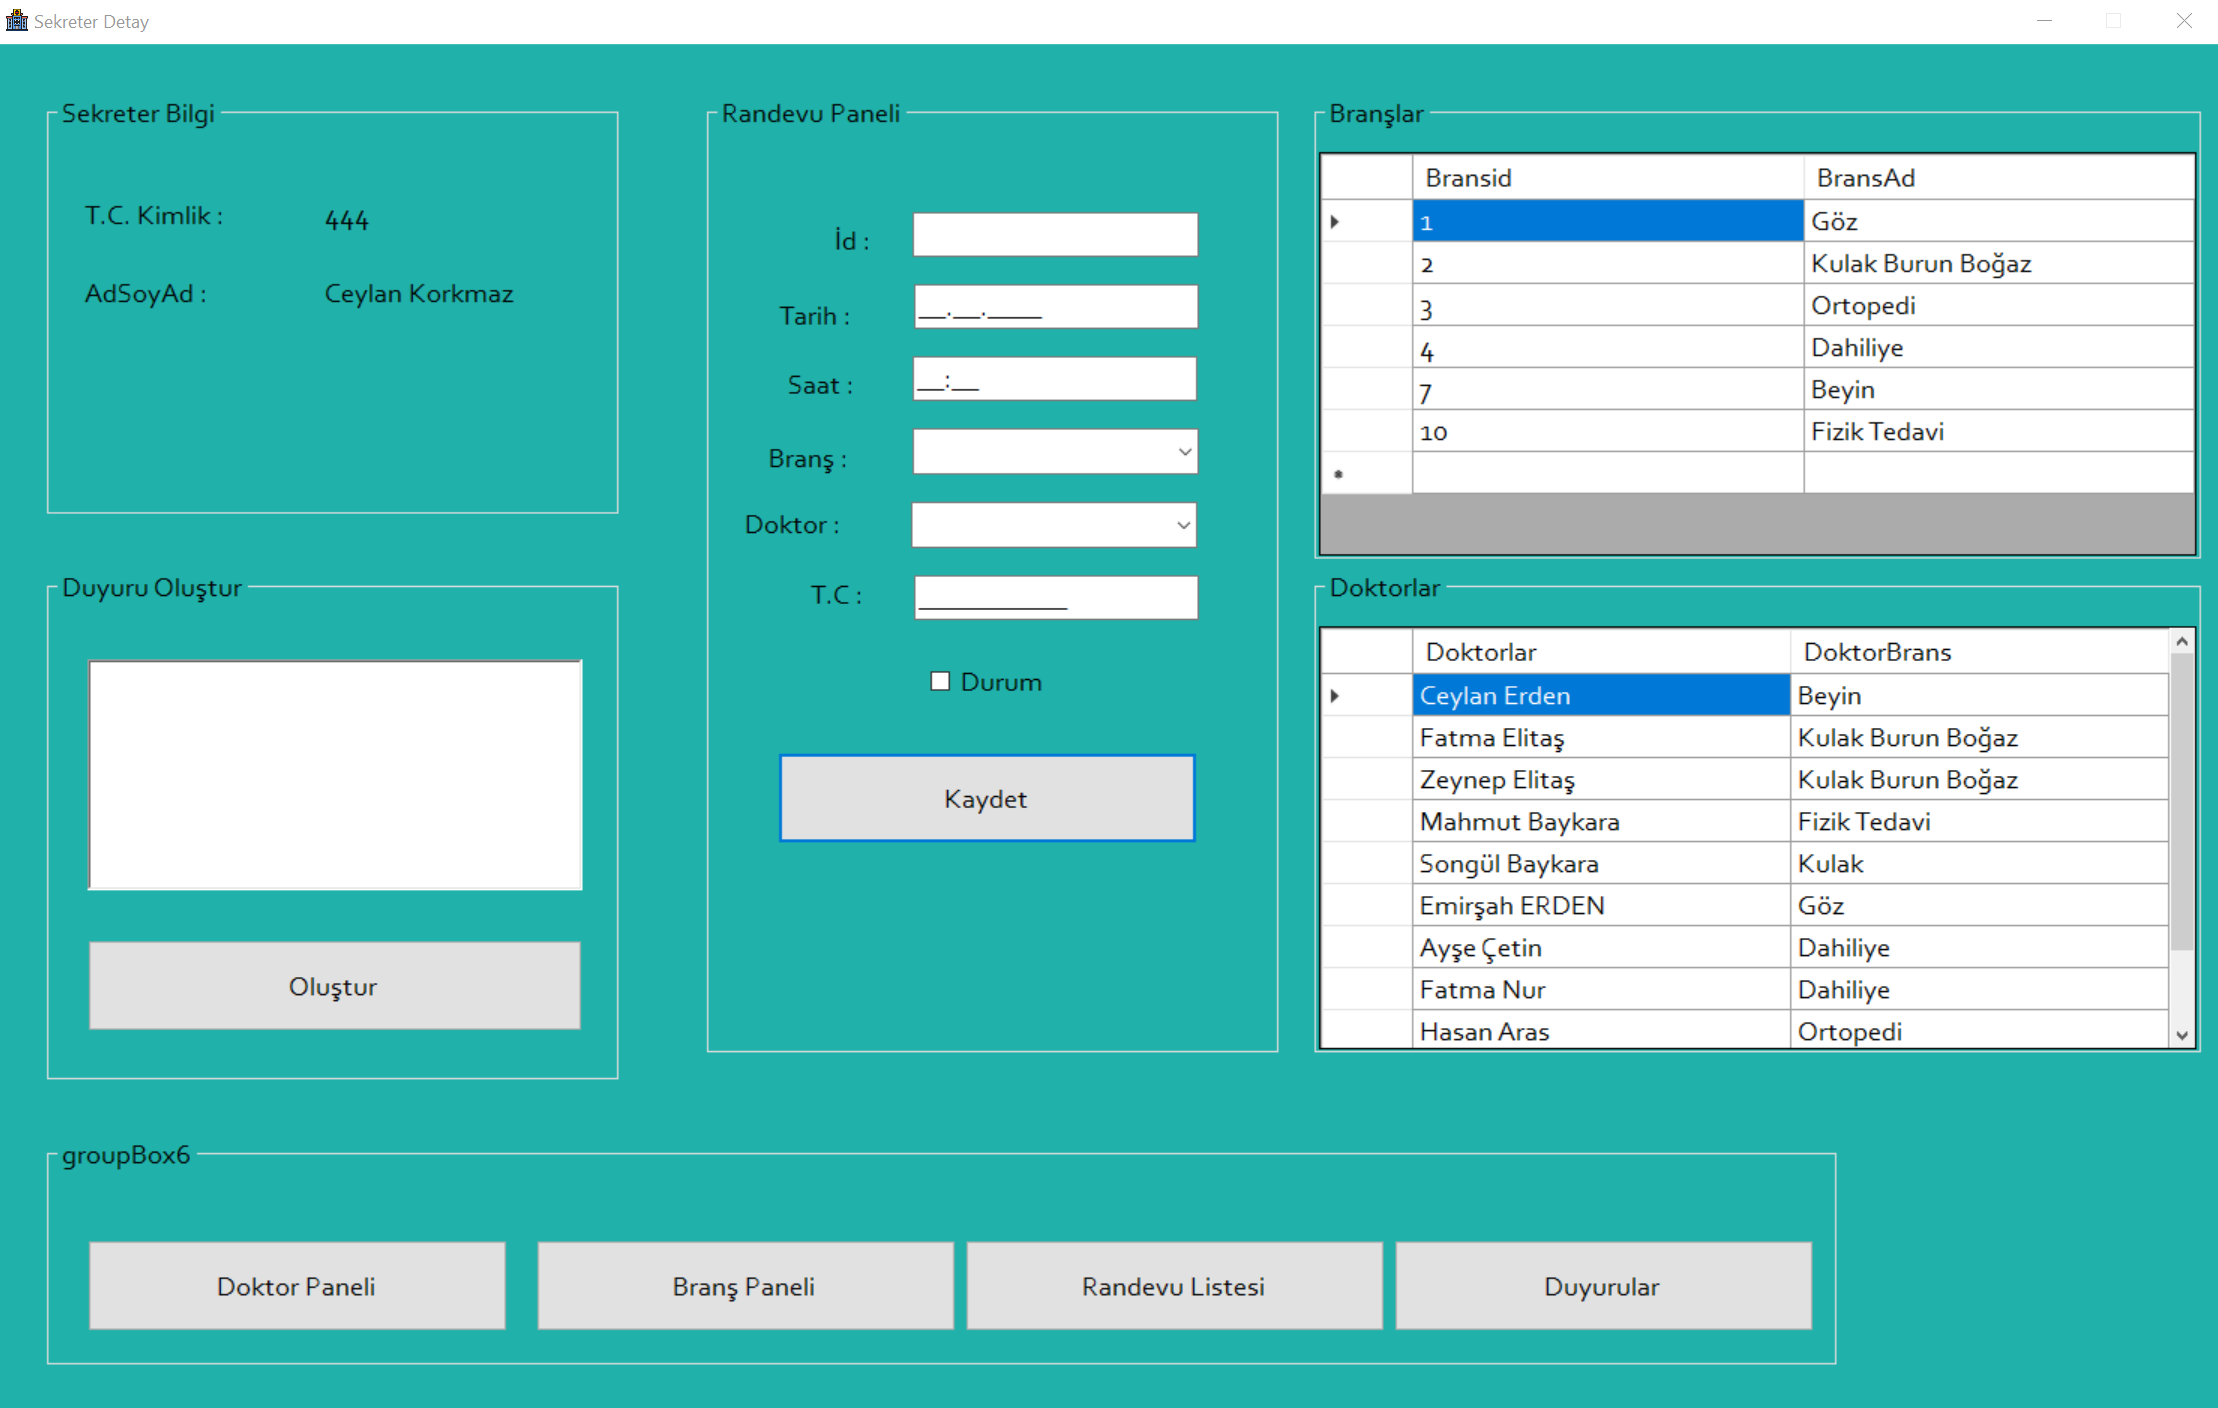 Sekreter Detay
Sekreter Bilgi
T.C. Kimlik : 444
AdSoyAd : Ceylan Korkmaz
Duyuru Oluştur
Oluştur
Randevu Paneli
İd :
Tarih : __.__.____
Saat : __:__
Branş :
Doktor :
T.C : ___________
Durum
Kaydet
Branşlar
Bransid BransAd
1 Göz
2 Kulak Burun Boğaz
3 Ortopedi
4 Dahiliye
7 Beyin
10 Fizik Tedavi
Doktorlar
Doktorlar DoktorBrans
Ceylan Erden Beyin
Fatma Elitaş Kulak Burun Boğaz
Zeynep Elitaş Kulak Burun Boğaz
Mahmut Baykara Fizik Tedavi
Songül Baykara Kulak
Emirşah ERDEN Göz
Ayşe Çetin Dahiliye
Fatma Nur Dahiliye
Hasan Aras Ortopedi
groupBox6
Doktor Paneli
Branş Paneli
Randevu Listesi
Duyurular